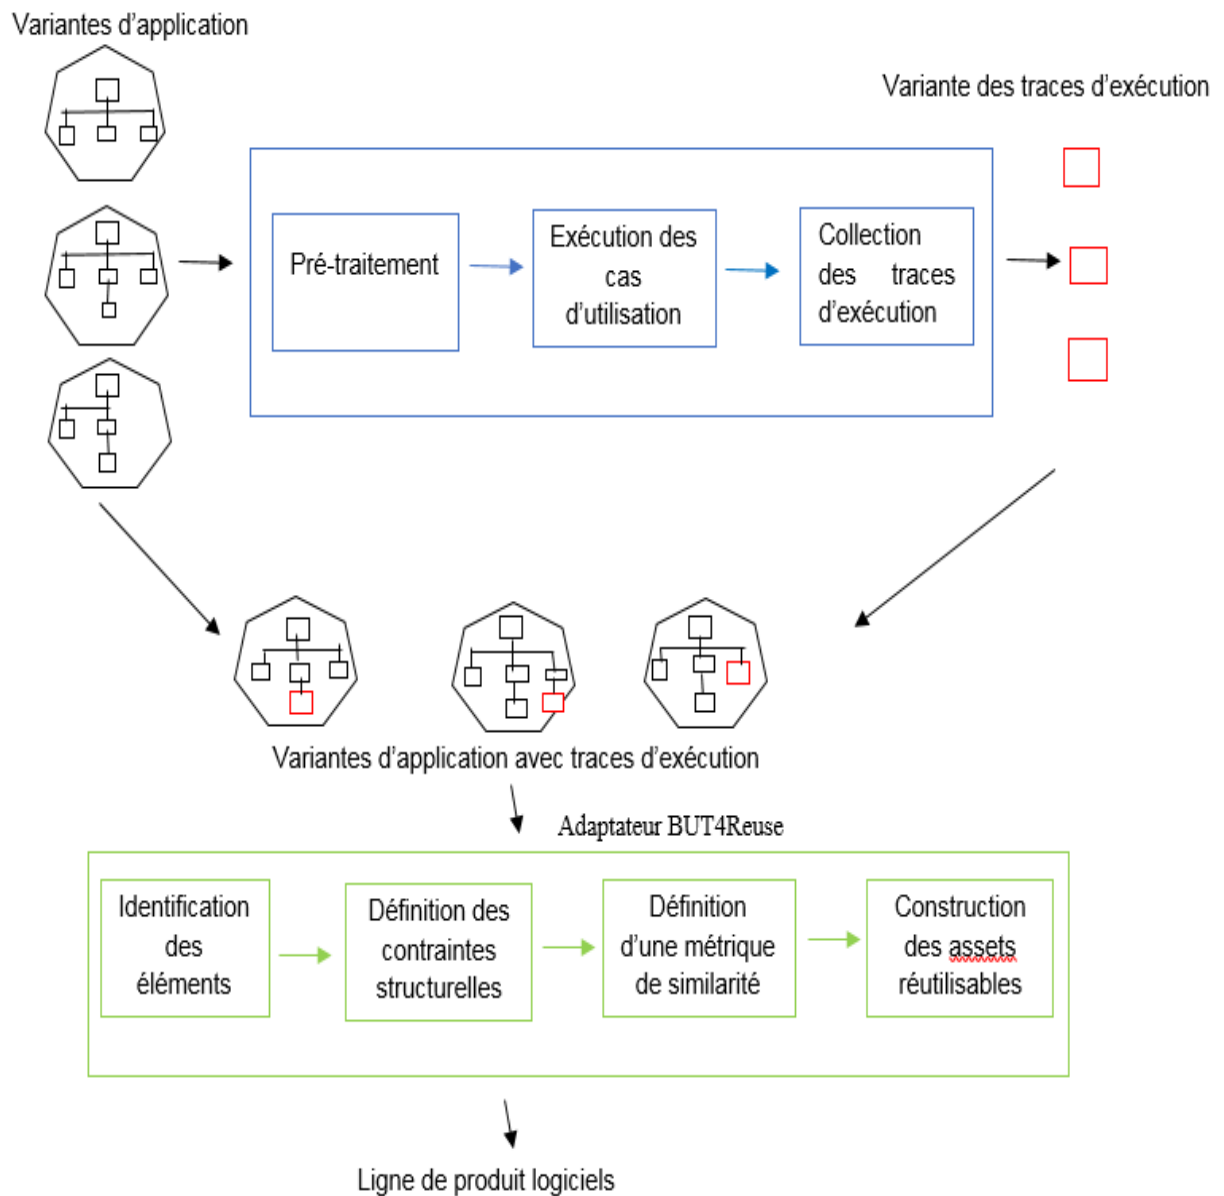 Variantes d'application
Variante des traces d'exécution
Pré-traitement
Exécution des
cas
d'utilisation
Collection
des traces
d'exécution
Variantes d'application avec traces d'exécution
Adaptateur BUT4Reuse
Identification
des
éléments
Définition des
contraintes
structurelles
Définition
d'une métrique
de similarité
Construction
des assets
réutilisables
Ligne de produit logiciels